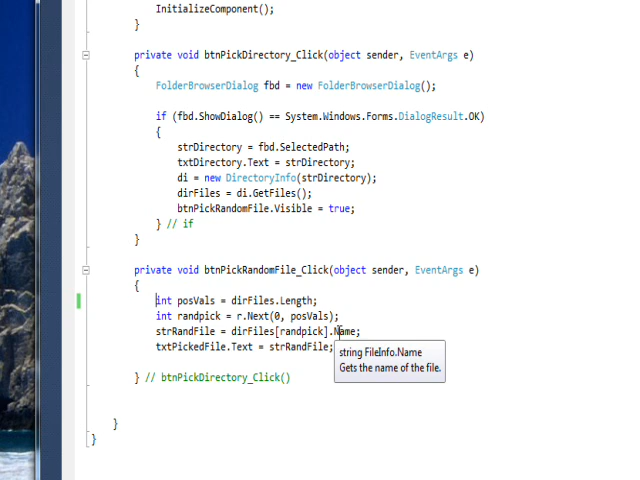 InitializeComponent();
}
private void btnPickDirectory_Click(object sender, EventArgs e)
{
FolderBrowserDialog fbd = new FolderBrowserDialog();
if (fbd.ShowDialog() == System.Windows.Forms.DialogResult.OK)
{
strDirectory = fbd.SelectedPath;
txtDirectory.Text = strDirectory;
di = new DirectoryInfo(strDirectory);
dirFiles = di.GetFiles();
btnPickRandomFile.Visible = true;
} // if
}
private void btnPickRandomFile_Click(object sender, EventArgs e)
{
int posVals = dirFiles.Length;
int randpick = r.Next(0, posVals);
strRandFile = dirFiles[randpick].Name;
txtPickedFile.Text = strRandFile;
string FileInfo.Name
Gets the name of the file.
} // btnPickDirectory_Click()
}
}